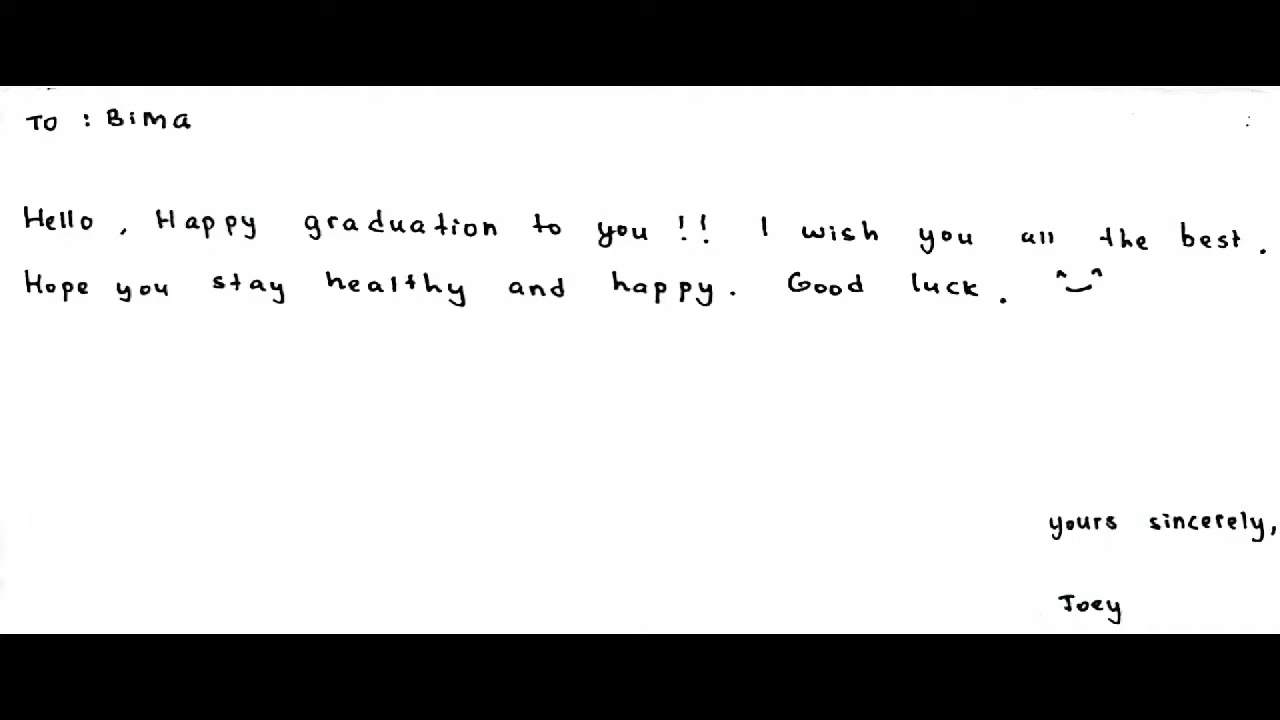 To : Bima
Hello , Happy graduation to you !! I wish you all the best .
Hope you stay healthy and happy . Good luck . ^‿^
yours sincerely,
Joey